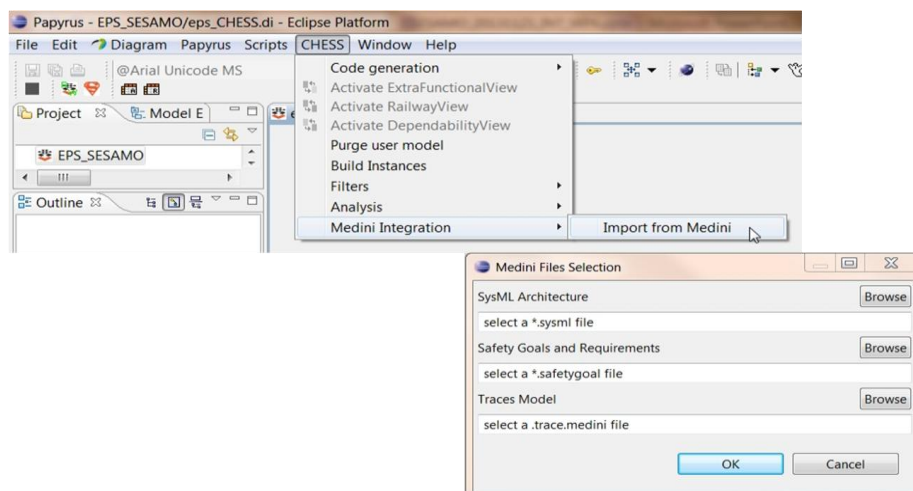 Papyrus - EPS_SESAMO/eps_CHESS.di - Eclipse Platform
File Edit Diagram Papyrus Scripts CHESS Window Help
@Arial Unicode MS
Code generation
Activate ExtraFunctionalView
Activate RailwayView
Activate DependabilityView
Purge user model
Build Instances
Filters
Analysis
Medini Integration
Import from Medini
Project Model E
EPS_SESAMO
Outline
Medini Files Selection
SysML Architecture Browse
select a *.sysml file
Safety Goals and Requirements Browse
select a *.safetygoal file
Traces Model Browse
select a .trace.medini file
OK Cancel